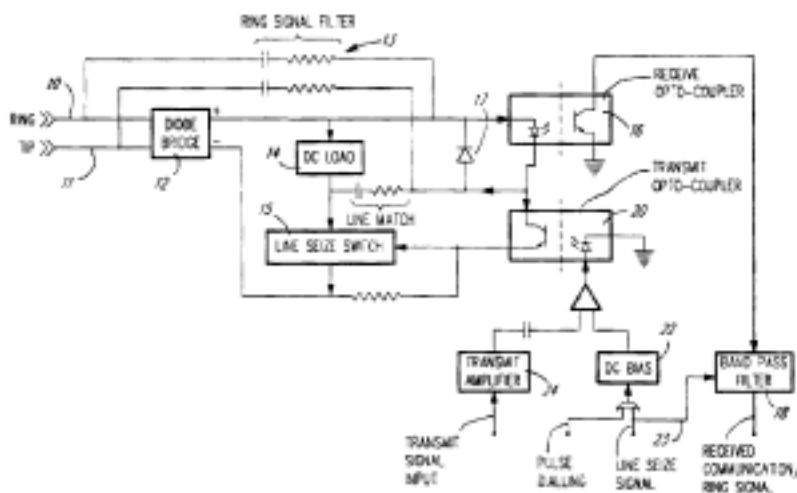 RING SIGNAL FILTER
13
10
RING
TIP
11
DIODE
BRIDGE
+
-
12
14
DC LOAD
17
RECEIVE
OPTO-COUPLER
16
TRANSMIT
OPTO-COUPLER
20
LINE MATCH
15
LINE SEIZE SWITCH
TRANSMIT
AMPLIFIER
24
22
DC BIAS
BAND PASS
FILTER
18
23
TRANSMIT
SIGNAL
INPUT
PULSE
DIALLING
LINE SEIZE
SIGNAL
RECEIVED
COMMUNICATION/
RING SIGNAL